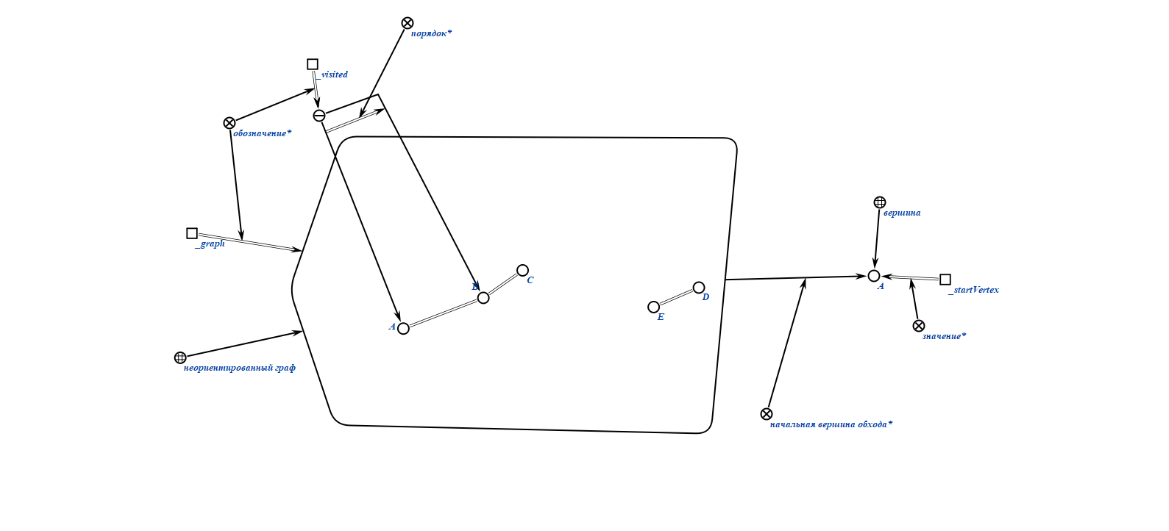 порядок*
_visited
обозначение*
вершина
_graph
C
A
_startVertex
B
D
E
A
значение*
неориентированный граф
начальная вершина обхода*